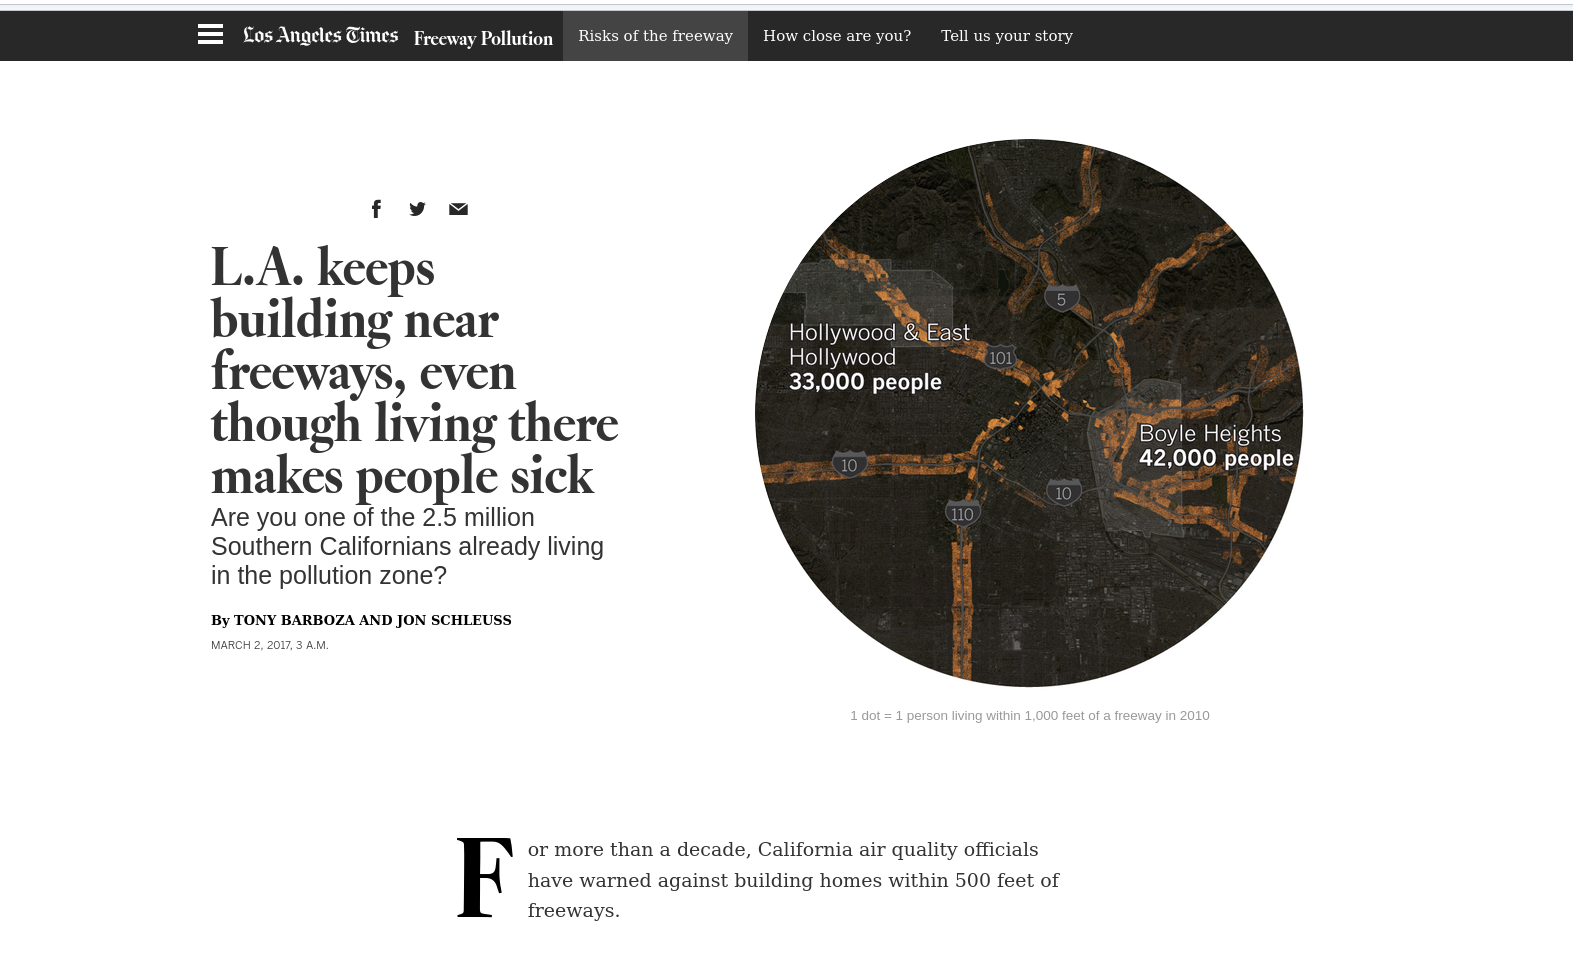 Los Angeles Times Freeway Pollution Risks of the freeway How close are you? Tell us your story
L.A. keeps
building near
freeways, even
though living there
makes people sick
Are you one of the 2.5 million
Southern Californians already living
in the pollution zone?
By TONY BARBOZA AND JON SCHLEUSS
MARCH 2, 2017, 3 A.M.
5
Hollywood & East
Hollywood
33,000 people
101
Boyle Heights
42,000 people
10
10
110
1 dot = 1 person living within 1,000 feet of a freeway in 2010
For more than a decade, California air quality officials
have warned against building homes within 500 feet of
freeways.